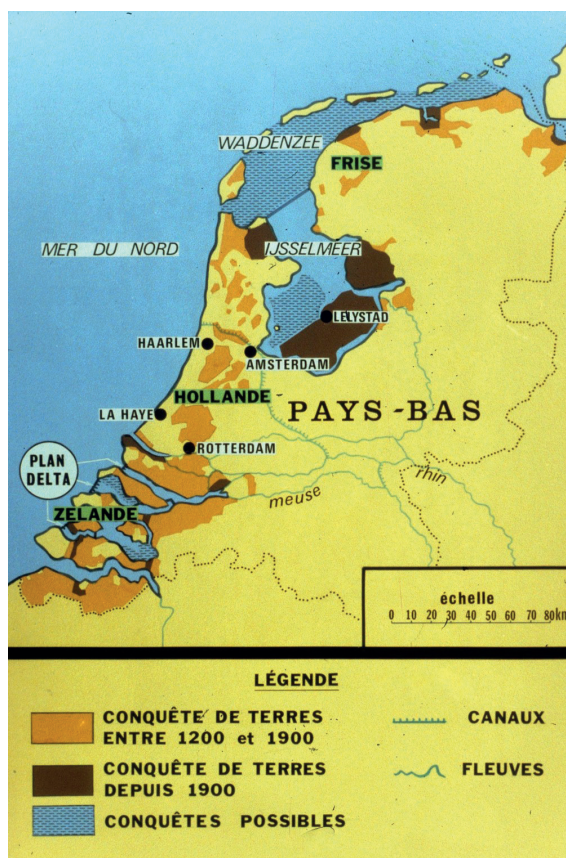 WADDENZEE
FRISE
MER DU NORD
IJSSELMEER
LELYSTAD
HAARLEM
AMSTERDAM
HOLLANDE
LA HAYE
PAYS-BAS
ROTTERDAM
PLAN
DELTA
rhin
meuse
ZELANDE
échelle
0 10 20 30 40 50 60 70 80km
LÉGENDE
CONQUÊTE DE TERRES
ENTRE 1200 et 1900
CANAUX
CONQUÊTE DE TERRES
DEPUIS 1900
FLEUVES
CONQUÊTES POSSIBLES